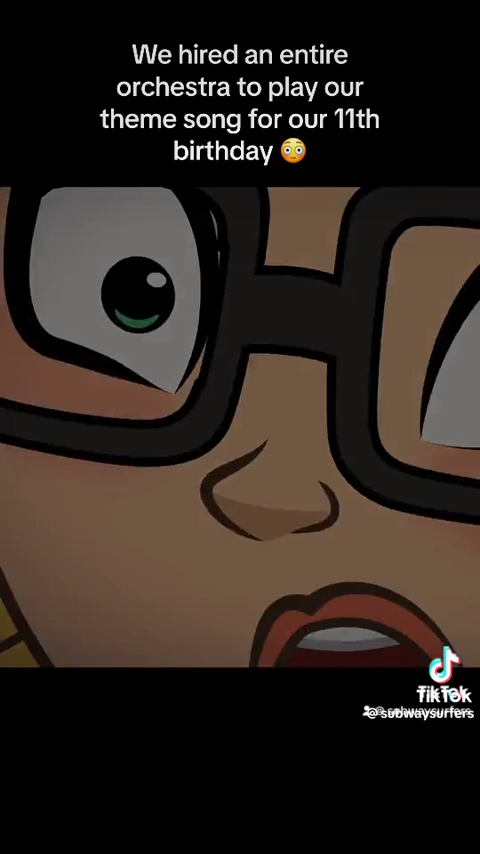 We hired an entire
orchestra to play our
theme song for our 11th
birthday 😳
TikTok
@subwaysurfers